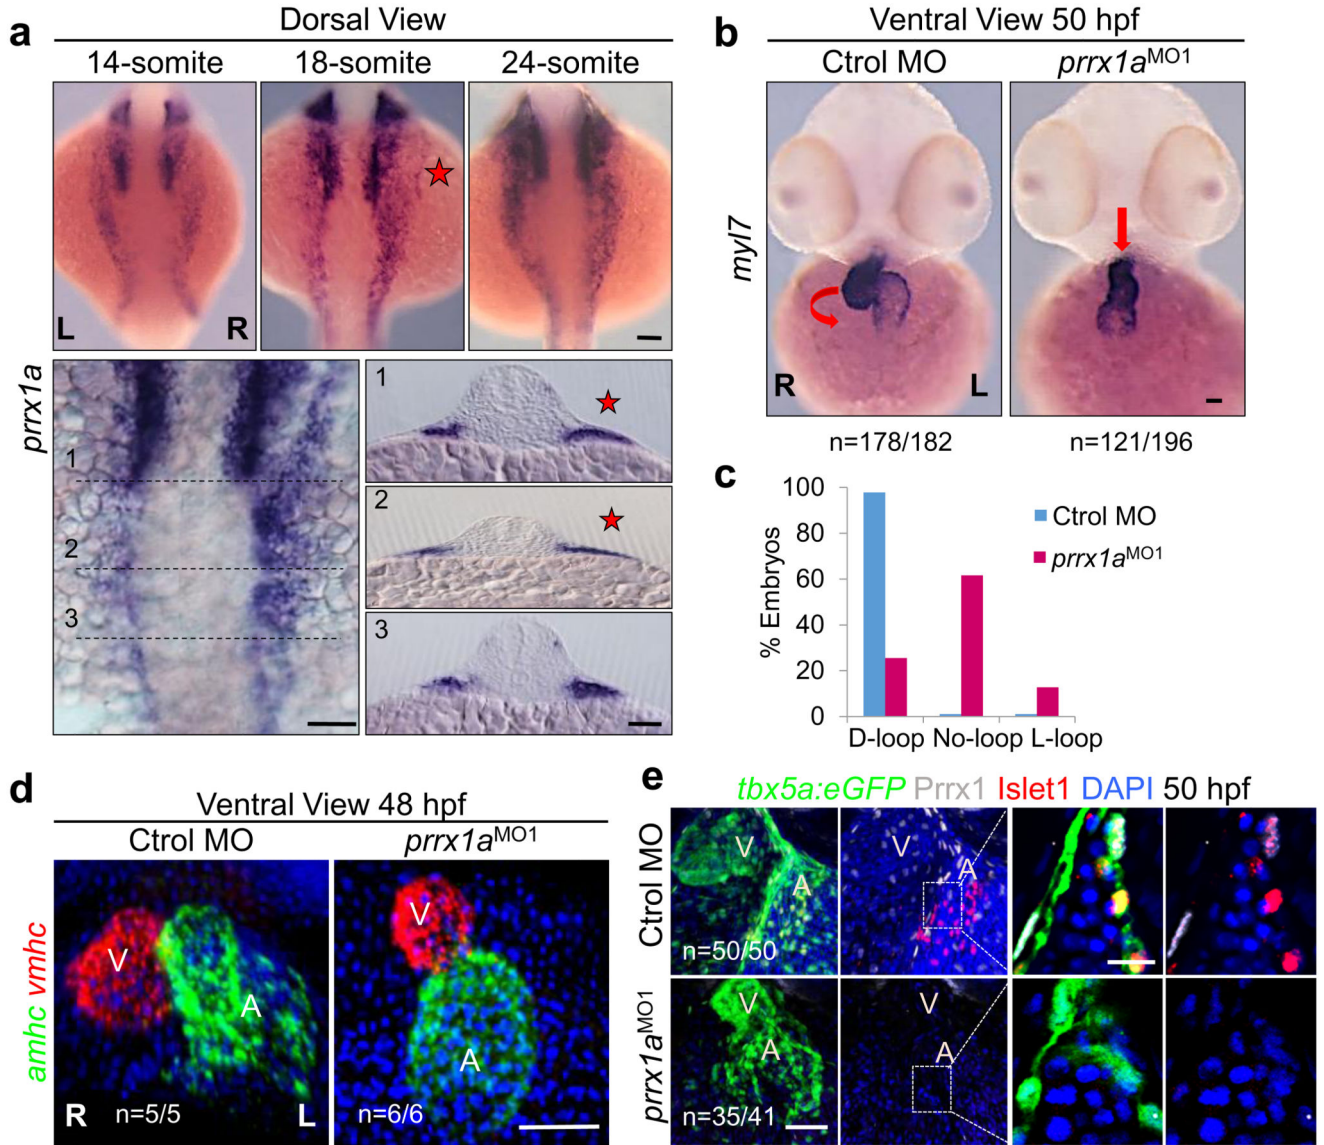 a
Dorsal View
14-somite 18-somite 24-somite
L R
prrx1a
1
2
3
1
2
3
b
Ventral View 50 hpf
Ctrol MO prrx1aMO1
myl7
R L
n=178/182 n=121/196
c
100
80
60
40
20
0
% Embryos
Ctrol MO
prrx1aMO1
D-loop No-loop L-loop
d
Ventral View 48 hpf
Ctrol MO prrx1aMO1
amhc vmhc
V
A
R n=5/5 L
V
A
n=6/6
e
tbx5a:eGFP Prrx1 Islet1 DAPI 50 hpf
Ctrol MO
V
A
n=50/50
V
A
prrx1aMO1
V
A
n=35/41
V
A